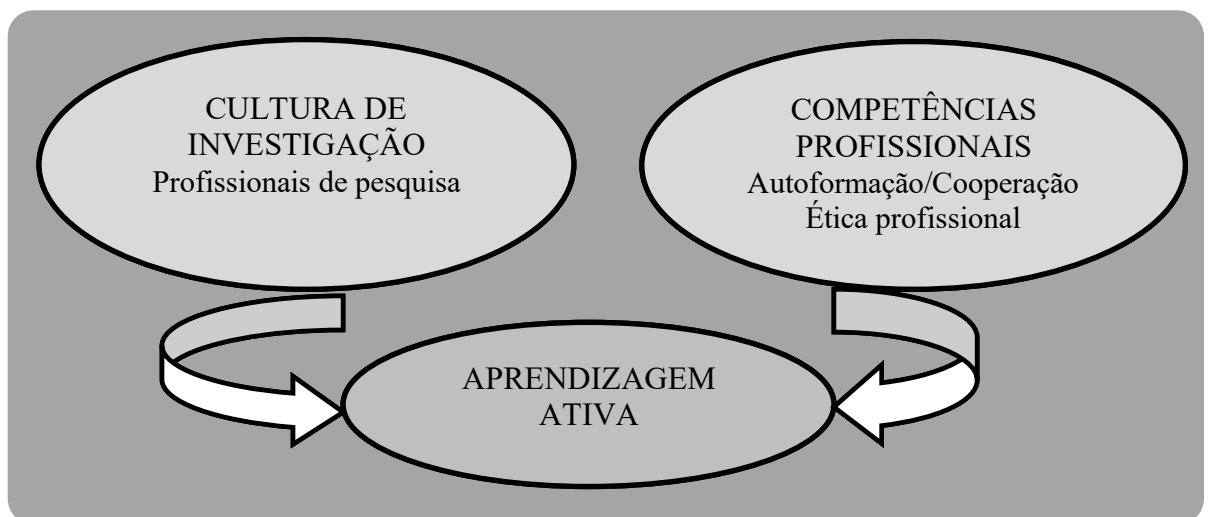 CULTURA DE
INVESTIGAÇÃO
Profissionais de pesquisa
COMPETÊNCIAS
PROFISSIONAIS
Autoformação/Cooperação
Ética profissional
APRENDIZAGEM
ATIVA